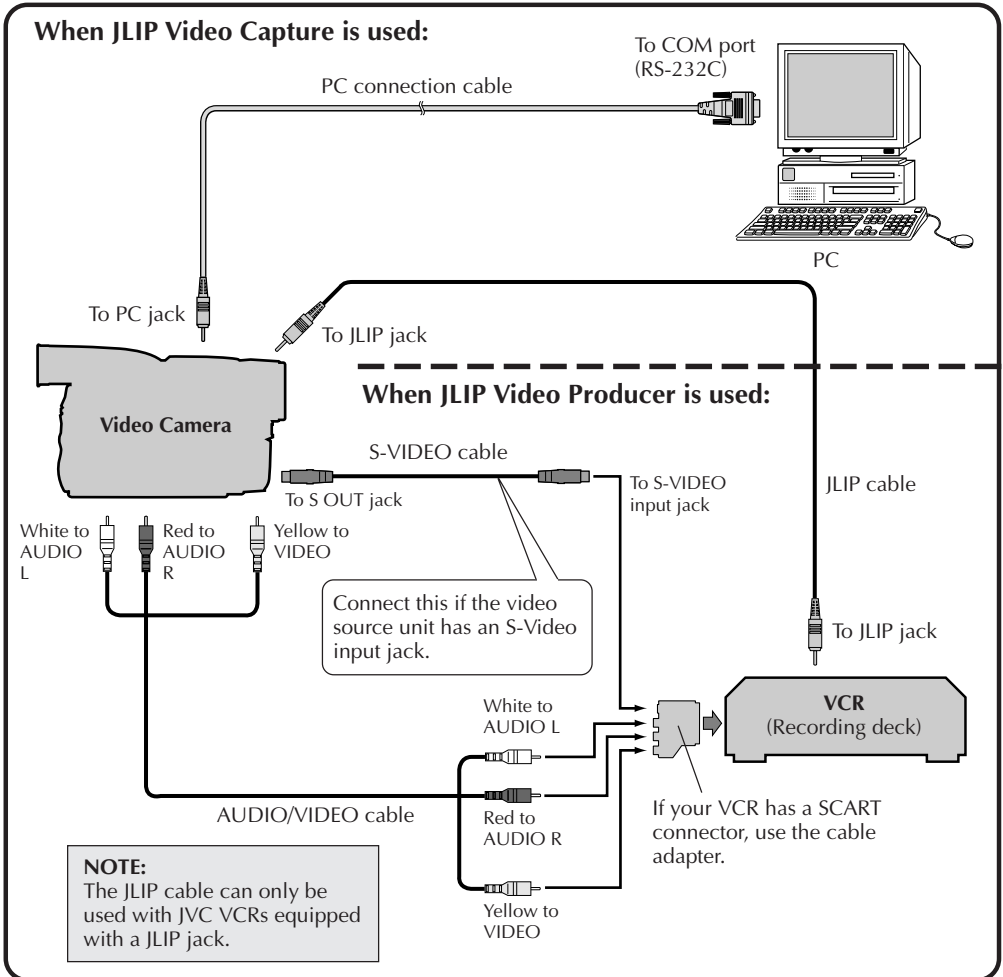 When JLIP Video Capture is used:
To COM port
(RS-232C)
PC connection cable
PC
To PC jack
To JLIP jack
When JLIP Video Producer is used:
Video Camera
S-VIDEO cable
To S OUT jack
To S-VIDEO
input jack
JLIP cable
White to
AUDIO
L
Red to
AUDIO
R
Yellow to
VIDEO
Connect this if the video
source unit has an S-Video
input jack.
To JLIP jack
White to
AUDIO L
VCR
(Recording deck)
AUDIO/VIDEO cable
Red to
AUDIO R
If your VCR has a SCART
connector, use the cable
adapter.
NOTE:
The JLIP cable can only be
used with JVC VCRs equipped
with a JLIP jack.
Yellow to
VIDEO